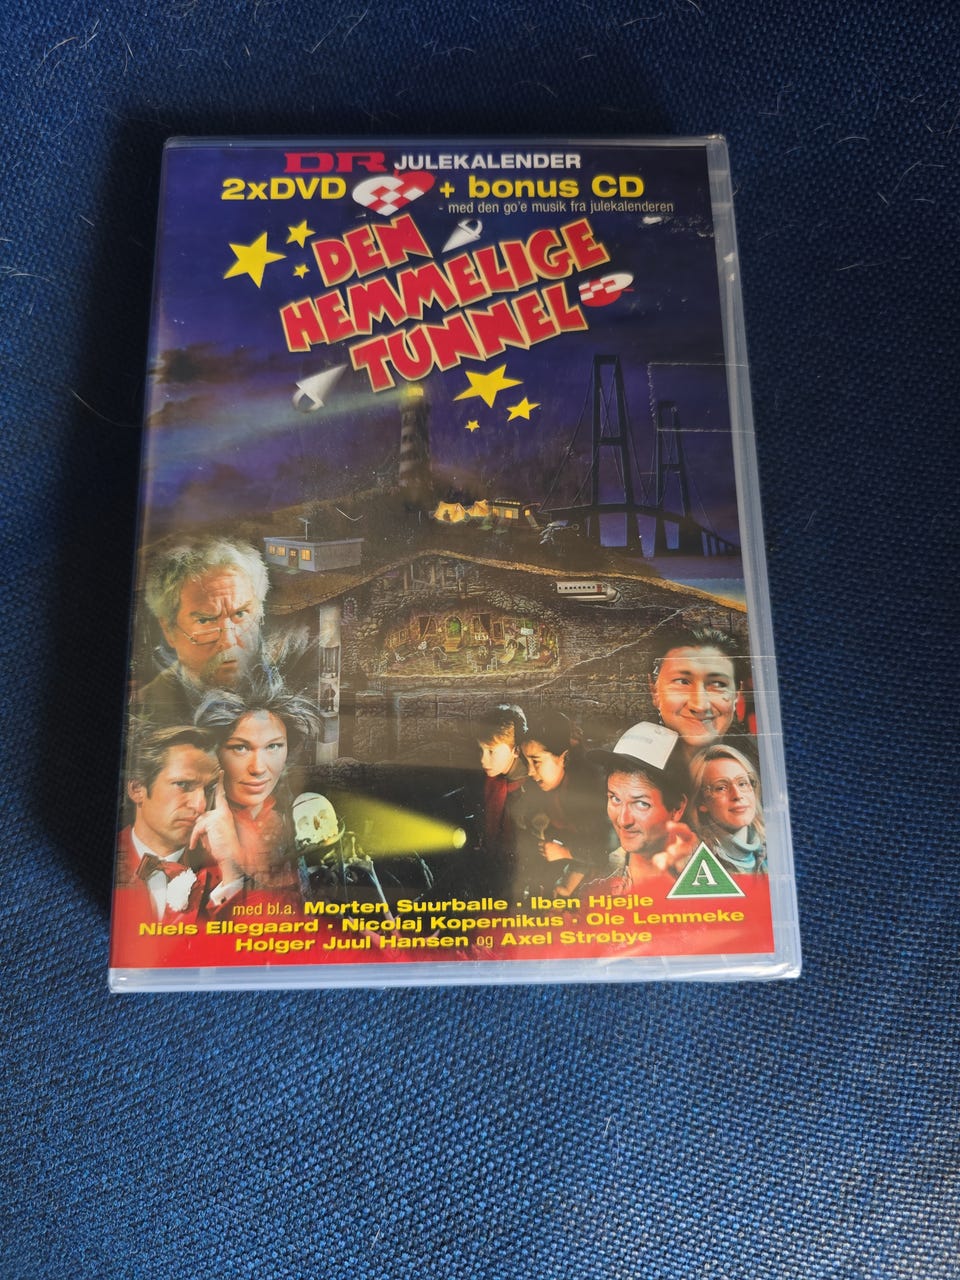 DR JULEKALENDER
2xDVD + bonus CD
- med den go'e musik fra julekalenderen
DEN
HEMMELIGE
TUNNEL
A
med bl.a. Morten Suurballe · Iben Hjejle
Niels Ellegaard · Nicolaj Kopernikus · Ole Lemmeke
Holger Juul Hansen og Axel Strøbye